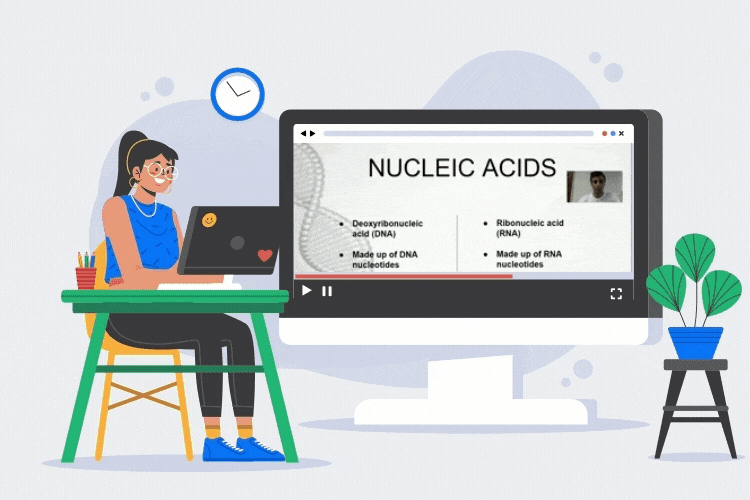 NUCLEIC ACIDS
• Deoxyribonucleic
acid (DNA)
• Made up of DNA
nucleotides
• Ribonucleic acid
(RNA)
• Made up of RNA
nucleotides